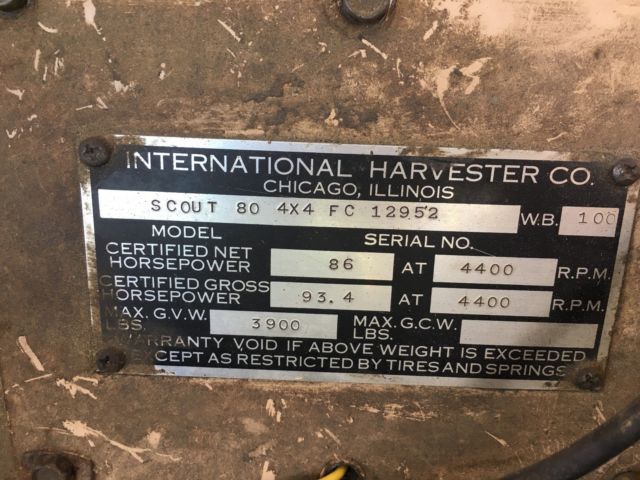 INTERNATIONAL HARVESTER CO.
CHICAGO, ILLINOIS
SCOUT 80 4X4 FC 12952 W.B. 100
MODEL SERIAL NO.
CERTIFIED NET HORSEPOWER 86 AT 4400 R.P.M.
CERTIFIED GROSS HORSEPOWER 93.4 AT 4400 R.P.M.
MAX. G.V.W. LBS. 3900 MAX. G.C.W. LBS.
WARRANTY VOID IF ABOVE WEIGHT IS EXCEEDED
EXCEPT AS RESTRICTED BY TIRES AND SPRINGS